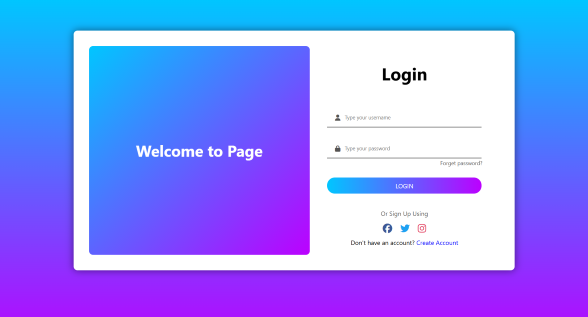 Welcome to Page
Login
Type your username
Type your password
Forget password?
LOGIN
Or Sign Up Using
Don't have an account? Create Account